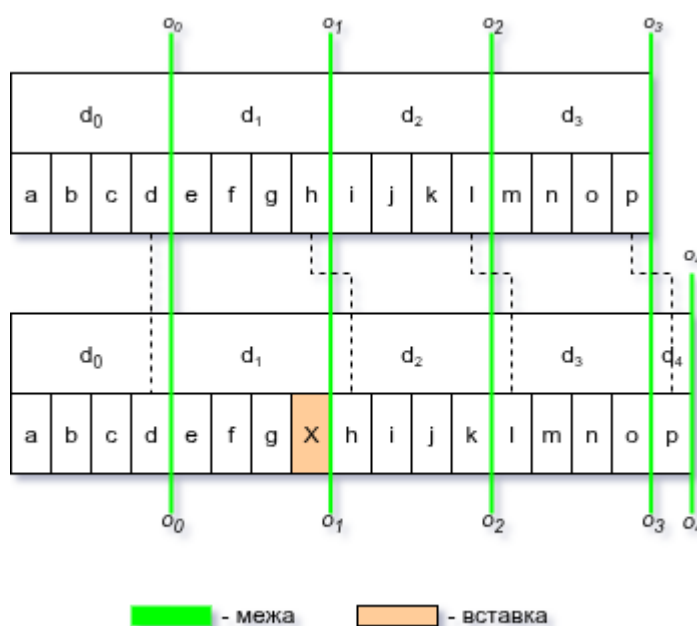 o₀ o₁ o₂ o₃
d₀ d₁ d₂ d₃
a b c d e f g h i j k l m n o p
d₀ d₁ d₂ d₃ d₄
a b c d e f g X h i j k l m n o p
o₀ o₁ o₂ o₃
- межа - вставка